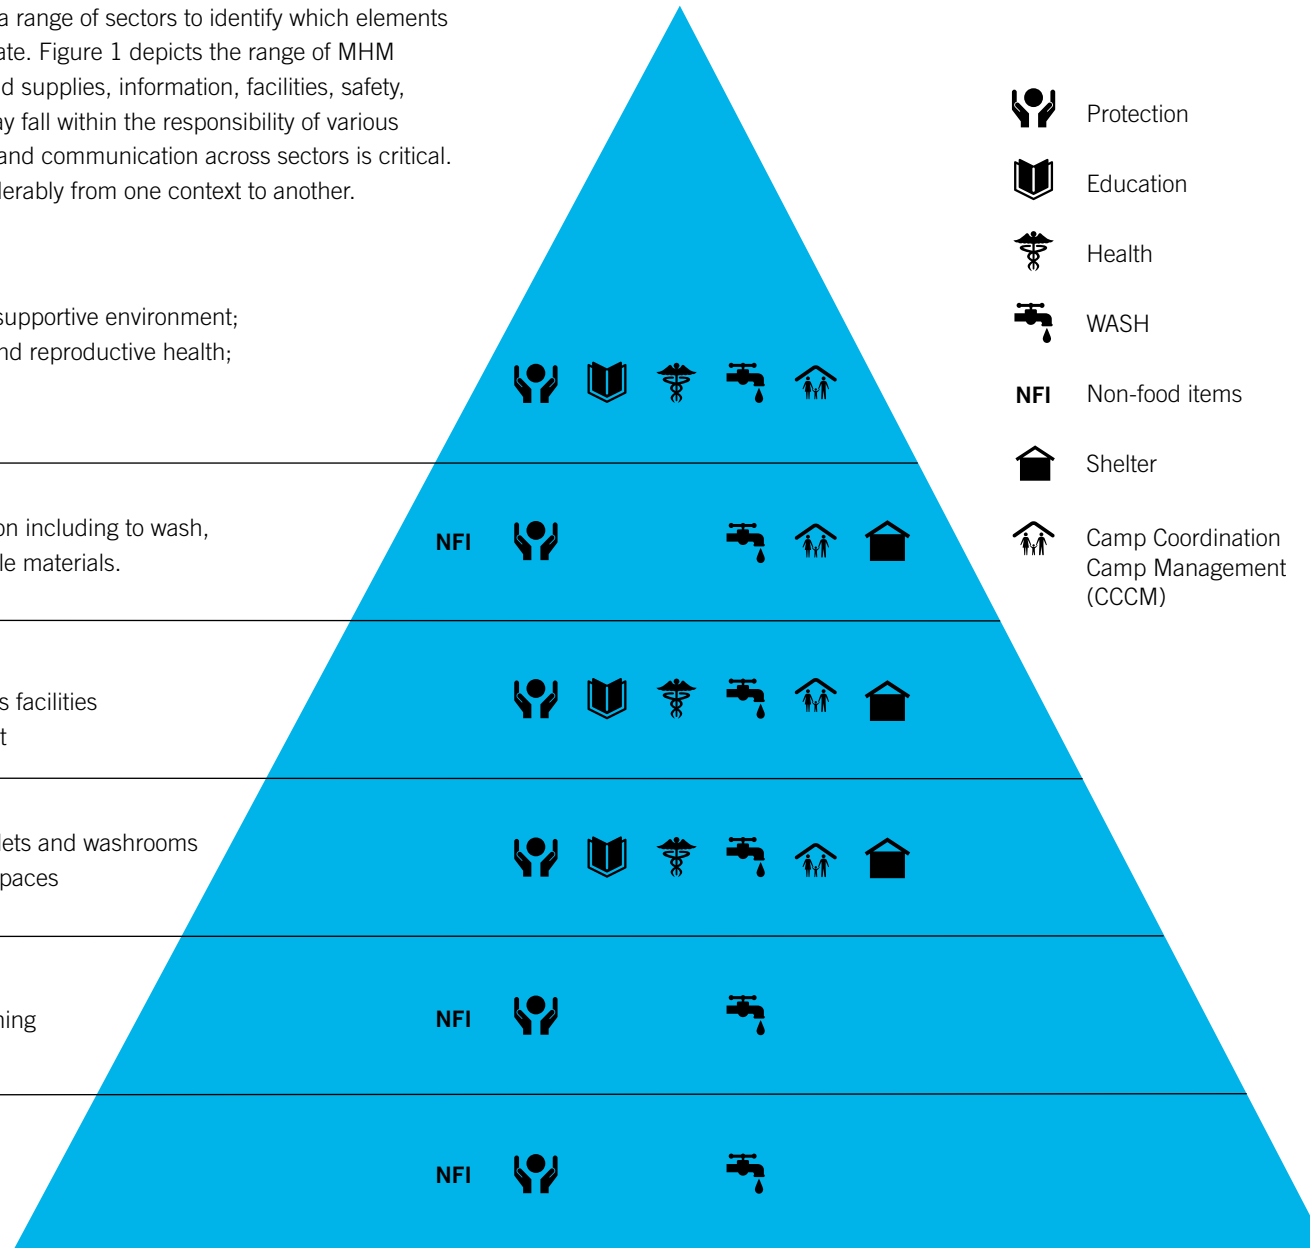 a range of sectors to identify which elements
ate. Figure 1 depicts the range of MHM
d supplies, information, facilities, safety,
ay fall within the responsibility of various
and communication across sectors is critical.
derably from one context to another.
supportive environment;
nd reproductive health;
on including to wash,
le materials.
s facilities
t
lets and washrooms
paces
ning
NFI
NFI
NFI
Protection
Education
Health
WASH
NFI Non-food items
Shelter
Camp Coordination
Camp Management
(CCCM)